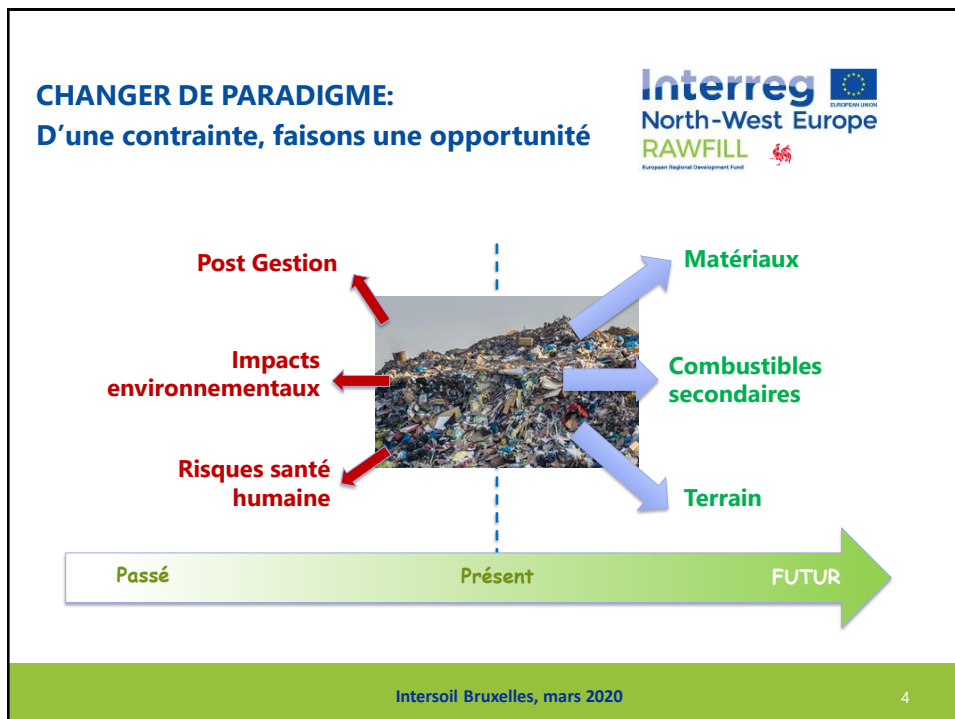 CHANGER DE PARADIGME:
D’une contrainte, faisons une opportunité
Interreg
EUROPEAN UNION
North-West Europe
RAWFILL
European Regional Development Fund
Post Gestion
Impacts
environnementaux
Risques santé
humaine
Matériaux
Combustibles
secondaires
Terrain
Passé
Présent
FUTUR
Intersoil Bruxelles, mars 2020
4